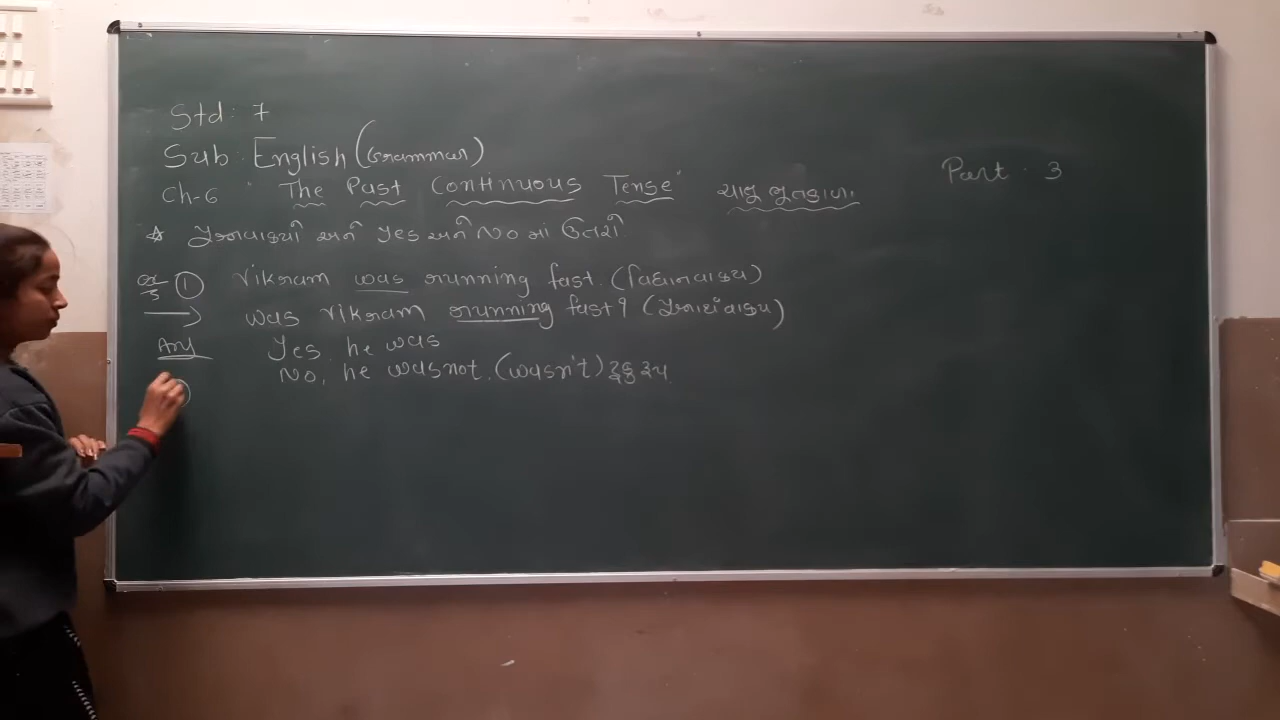 Std: 7
Sub: English (Grammar)
Ch-6 "The Past Continuous Tense" ચાલુ ભૂતકાળ.
Part: 3
* પ્રશ્નવાક્યો અને Yes અને No માં ઉત્તરો
① Vikram was running fast. (વિધાનવાક્ય)
→ Was Vikram running fast? (પ્રશ્નાર્થવાક્ય)
Ans Yes, he was
No, he was not. (wasn't) ટુંકુ રૂપ